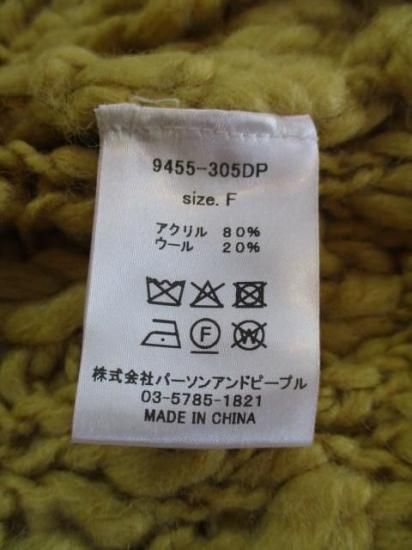 9455-305DP
size. F
アクリル 80%
ウール 20%
F W
株式会社パーソンアンドピープル
03-5785-1821
MADE IN CHINA